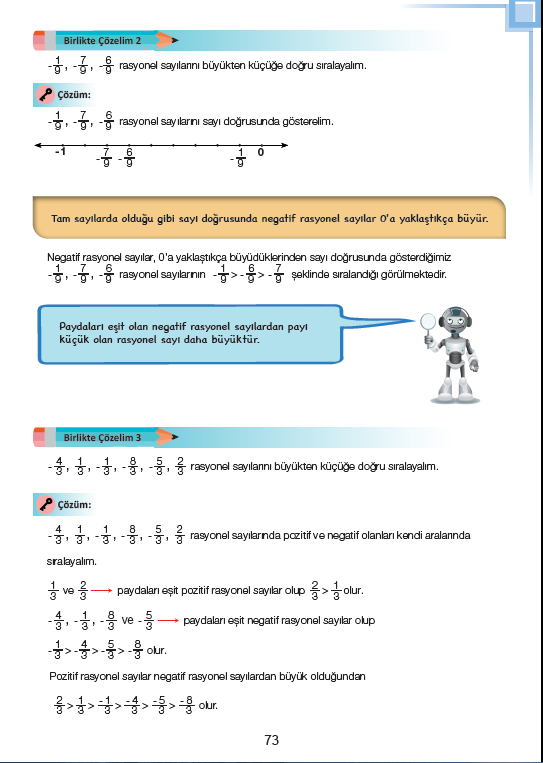 Birlikte Çözelim 2
-1/9, -7/9, -6/9 rasyonel sayılarını büyükten küçüğe doğru sıralayalım.
Çözüm:
-1/9, -7/9, -6/9 rasyonel sayılarını sayı doğrusunda gösterelim.
-1 -7/9 -6/9 -1/9 0
Tam sayılarda olduğu gibi sayı doğrusunda negatif rasyonel sayılar 0'a yaklaştıkça büyür.
Negatif rasyonel sayılar, 0'a yaklaştıkça büyüdüklerinden sayı doğrusunda gösterdiğimiz
-1/9, -7/9, -6/9 rasyonel sayılarının -1/9 > -6/9 > -7/9 şeklinde sıralandığı görülmektedir.
Paydaları eşit olan negatif rasyonel sayılardan payı
küçük olan rasyonel sayı daha büyüktür.
Birlikte Çözelim 3
-4/3, 1/3, -1/3, -8/3, -5/3, 2/3 rasyonel sayılarını büyükten küçüğe doğru sıralayalım.
Çözüm:
-4/3, 1/3, -1/3, -8/3, -5/3, 2/3 rasyonel sayılarında pozitif ve negatif olanları kendi aralarında
sıralayalım.
1/3 ve 2/3 → paydaları eşit pozitif rasyonel sayılar olup 2/3 > 1/3 olur.
-4/3, -1/3, -8/3 ve -5/3 → paydaları eşit negatif rasyonel sayılar olup
-1/3 > -4/3 > -5/3 > -8/3 olur.
Pozitif rasyonel sayılar negatif rasyonel sayılardan büyük olduğundan
2/3 > 1/3 > -1/3 > -4/3 > -5/3 > -8/3 olur.
73